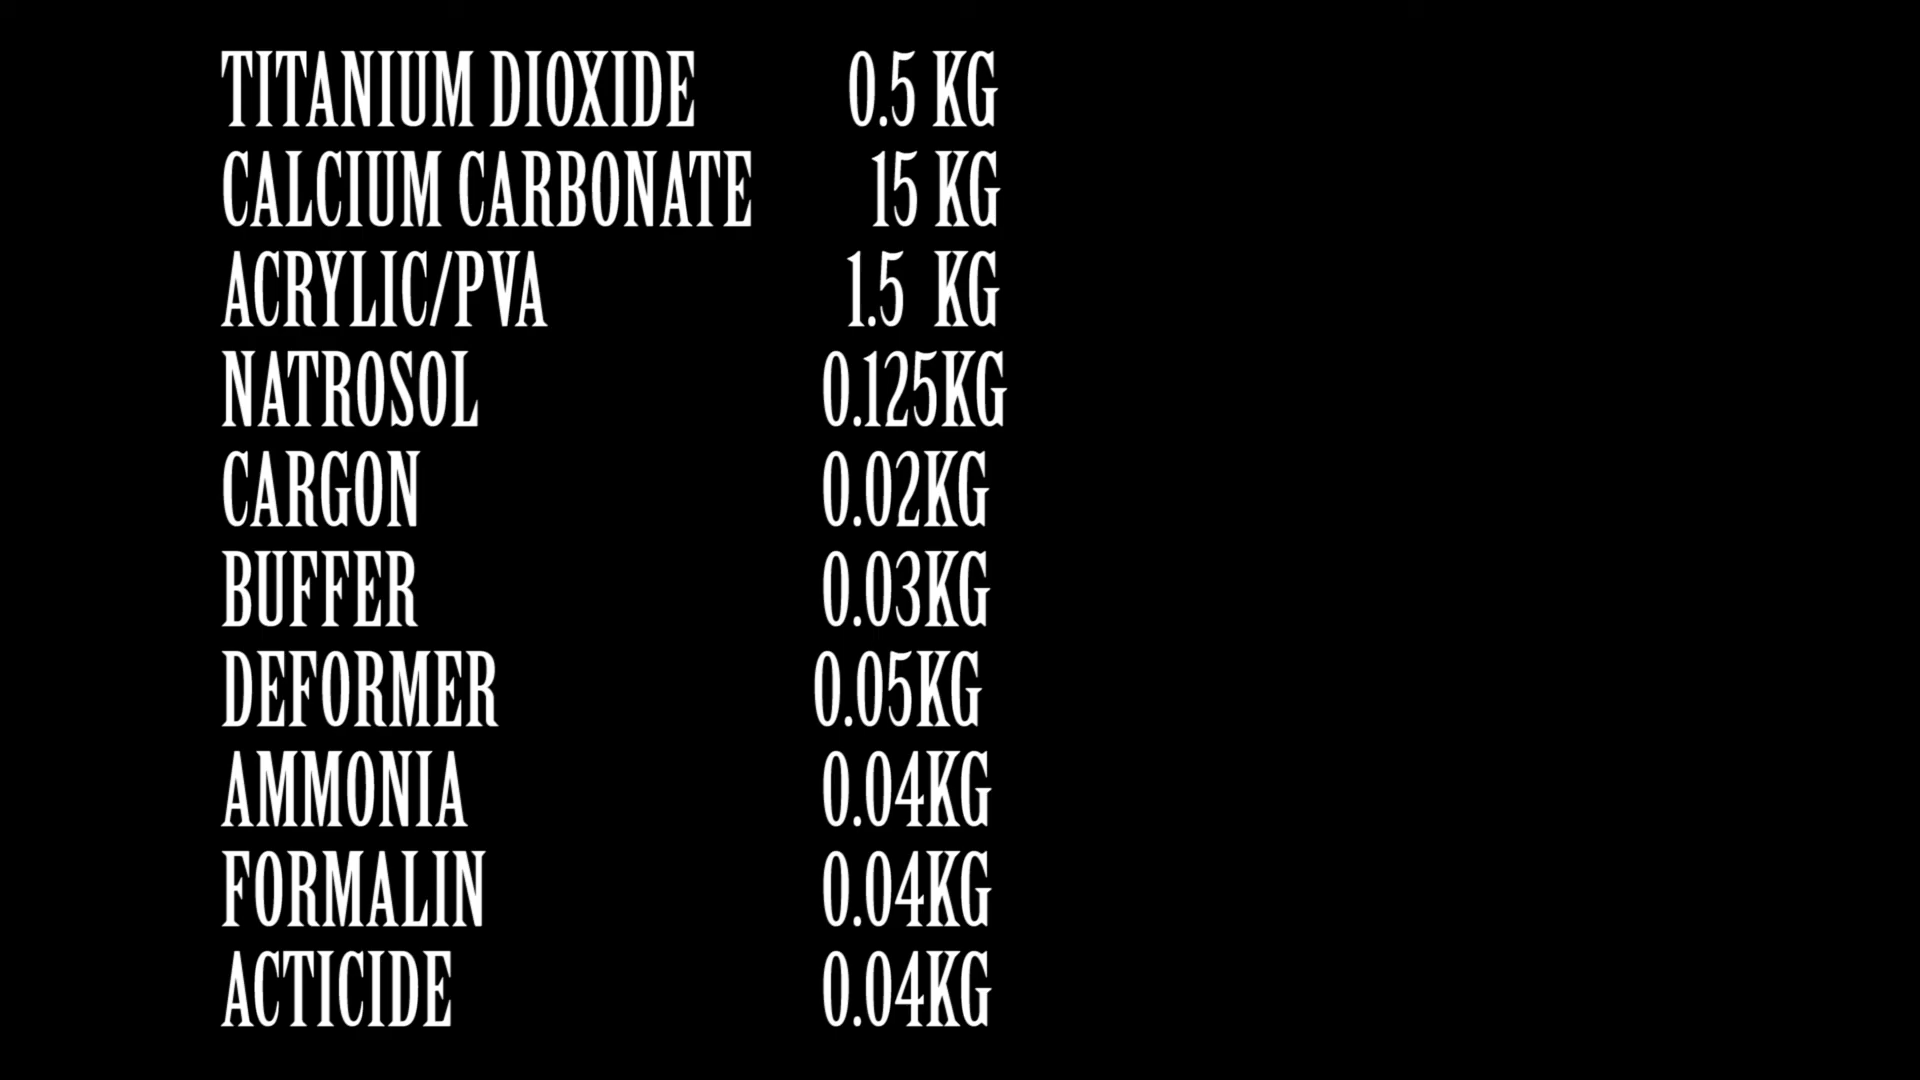 TITANIUM DIOXIDE 0.5 KG
CALCIUM CARBONATE 15 KG
ACRYLIC/PVA 1.5 KG
NATROSOL 0.125KG
CARGON 0.02KG
BUFFER 0.03KG
DEFORMER 0.05KG
AMMONIA 0.04KG
FORMALIN 0.04KG
ACTICIDE 0.04KG